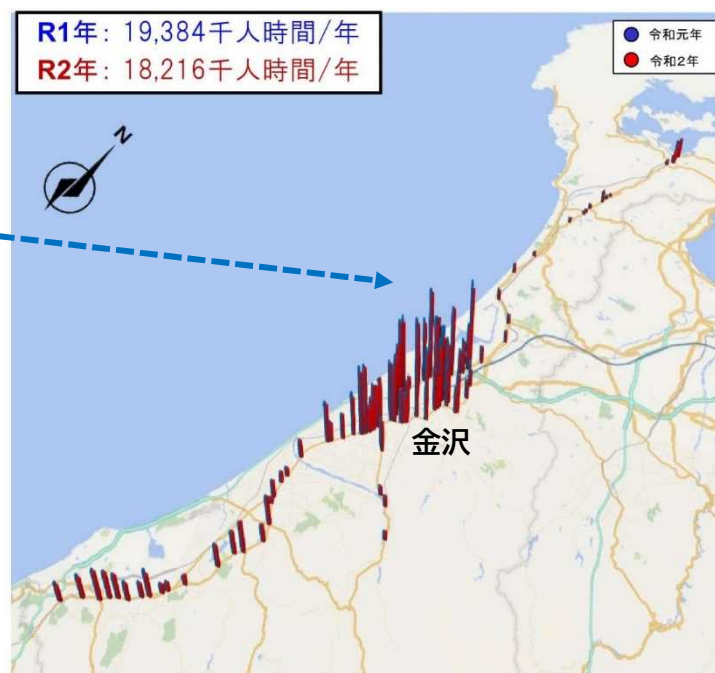 R1年: 19,384千人時間/年
R2年: 18,216千人時間/年
令和元年
令和2年
N
金沢